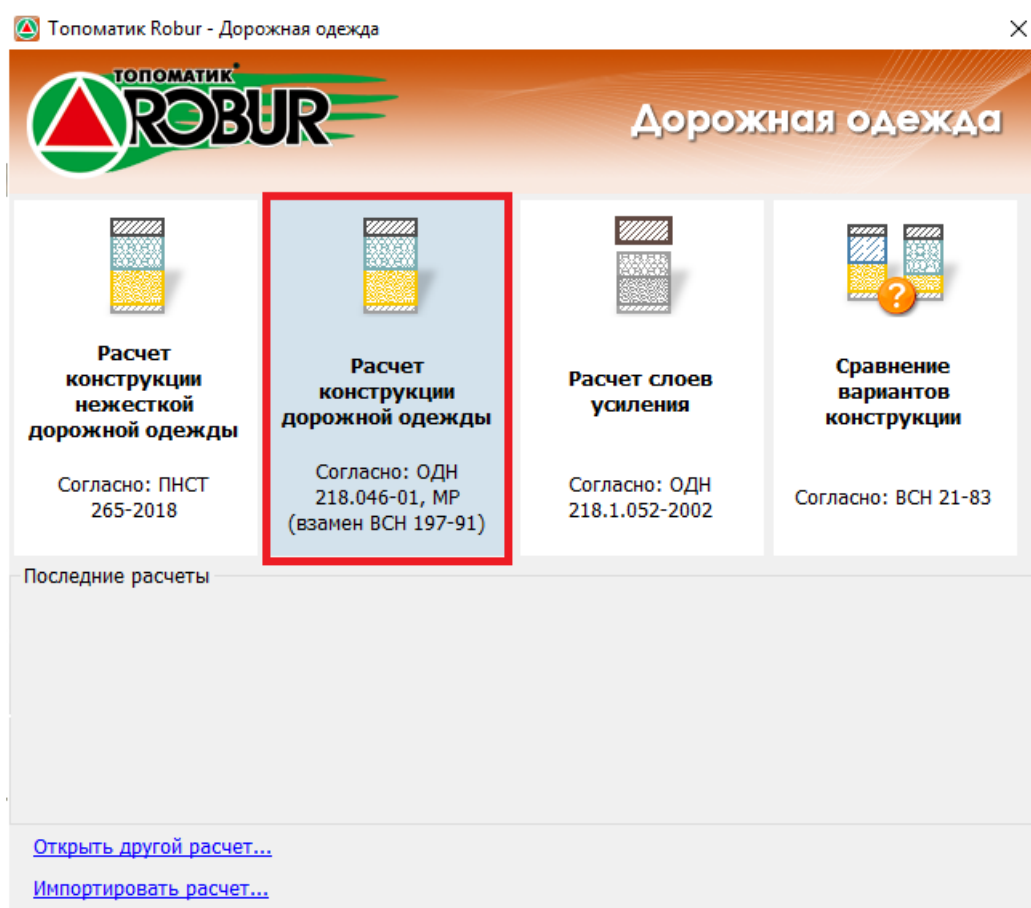 Топоматик Robur - Дорожная одежда
ТОПОМАТИК
ROBUR
Дорожная одежда
Расчет
конструкции
нежесткой
дорожной одежды
Согласно: ПНСТ
265-2018
Расчет
конструкции
дорожной одежды
Согласно: ОДН
218.046-01, МР
(взамен ВСН 197-91)
Расчет слоев
усиления
Согласно: ОДН
218.1.052-2002
?
Сравнение
вариантов
конструкции
Согласно: ВСН 21-83
Последние расчеты
Открыть другой расчет...
Импортировать расчет...